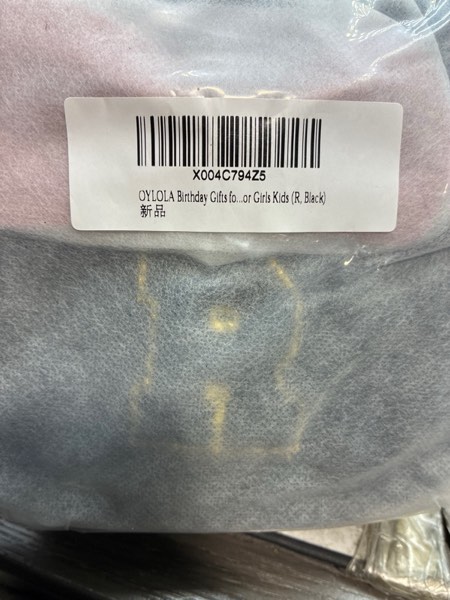 X004C794Z5
OYLOLA Birthday Gifts fo...or Girls Kids (R, Black)
新品
R